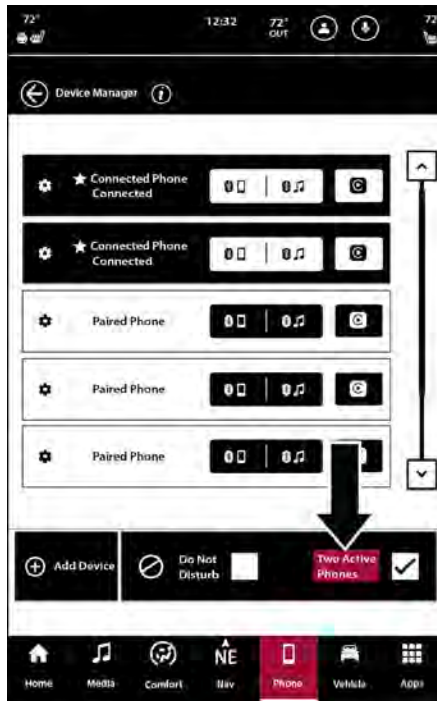 72°
12:32
72°
OUT
72
Device Manager
i
Connected Phone
Connected
Connected Phone
Connected
Paired Phone
Paired Phone
Paired Phone
Add Device
Do Not
Disturb
Two Active
Phones
NE
Home
Media
Comfort
Nav
Phone
Vehicle
Apps